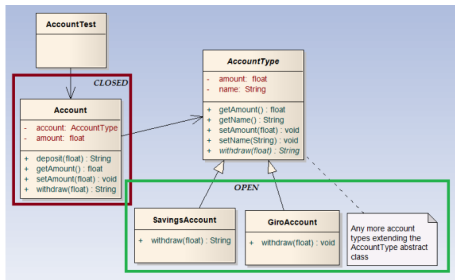 AccountTest
CLOSED
Account
- account: AccountType
- amount: float
+ deposit(float) : String
+ getAmount() : float
+ setAmount(float) : void
+ withdraw(float) : String
AccountType
- amount: float
- name: String
+ getAmount() : float
+ getName() : String
+ setAmount(float) : void
+ setName(String) : void
+ withdraw(float) : String
OPEN
SavingsAccount
+ withdraw(float) : String
GiroAccount
+ withdraw(float) : void
Any more account
types extending the
AccountType abstract
class